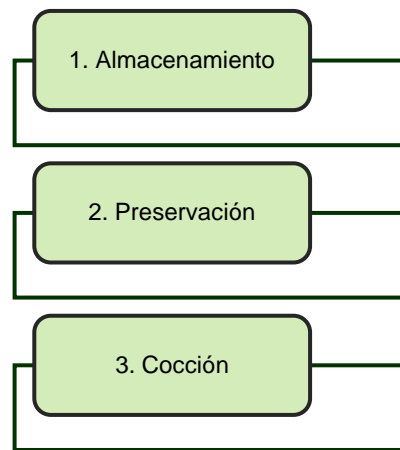 1. Almacenamiento
2. Preservación
3. Cocción